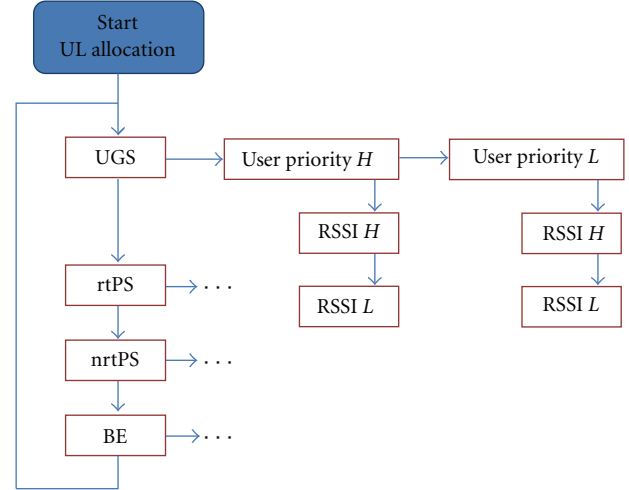 Start
UL allocation
UGS
User priority H
User priority L
RSSI H
RSSI H
rtPS
. . .
RSSI L
RSSI L
nrtPS
. . .
BE
. . .